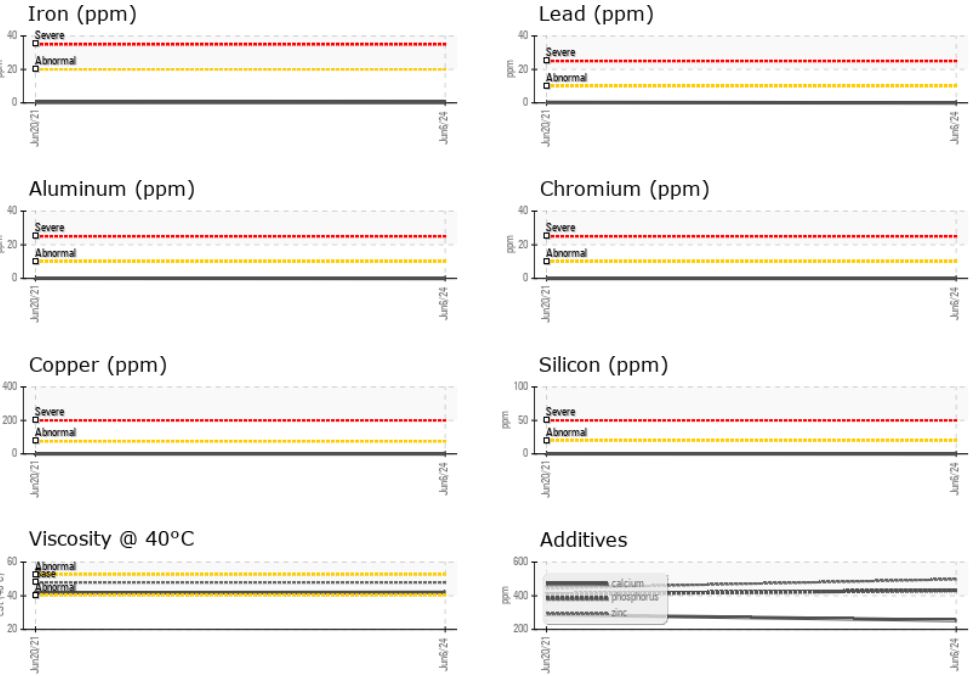 Iron (ppm)
40
20
0
ppm
Severe
Abnormal
Jun20/21
Jun6/24
Lead (ppm)
40
20
0
ppm
Severe
Abnormal
Jun20/21
Jun6/24
Aluminum (ppm)
40
20
0
ppm
Severe
Abnormal
Jun20/21
Jun6/24
Chromium (ppm)
40
20
0
ppm
Severe
Abnormal
Jun20/21
Jun6/24
Copper (ppm)
400
200
0
Severe
Abnormal
Jun20/21
Jun6/24
Silicon (ppm)
100
50
0
ppm
Severe
Abnormal
Jun20/21
Jun6/24
Viscosity @ 40°C
60
40
20
Abnormal
Base
Abnormal
Jun20/21
Jun6/24
Additives
600
400
200
ppm
calcium
phosphorus
zinc
Jun20/21
Jun6/24